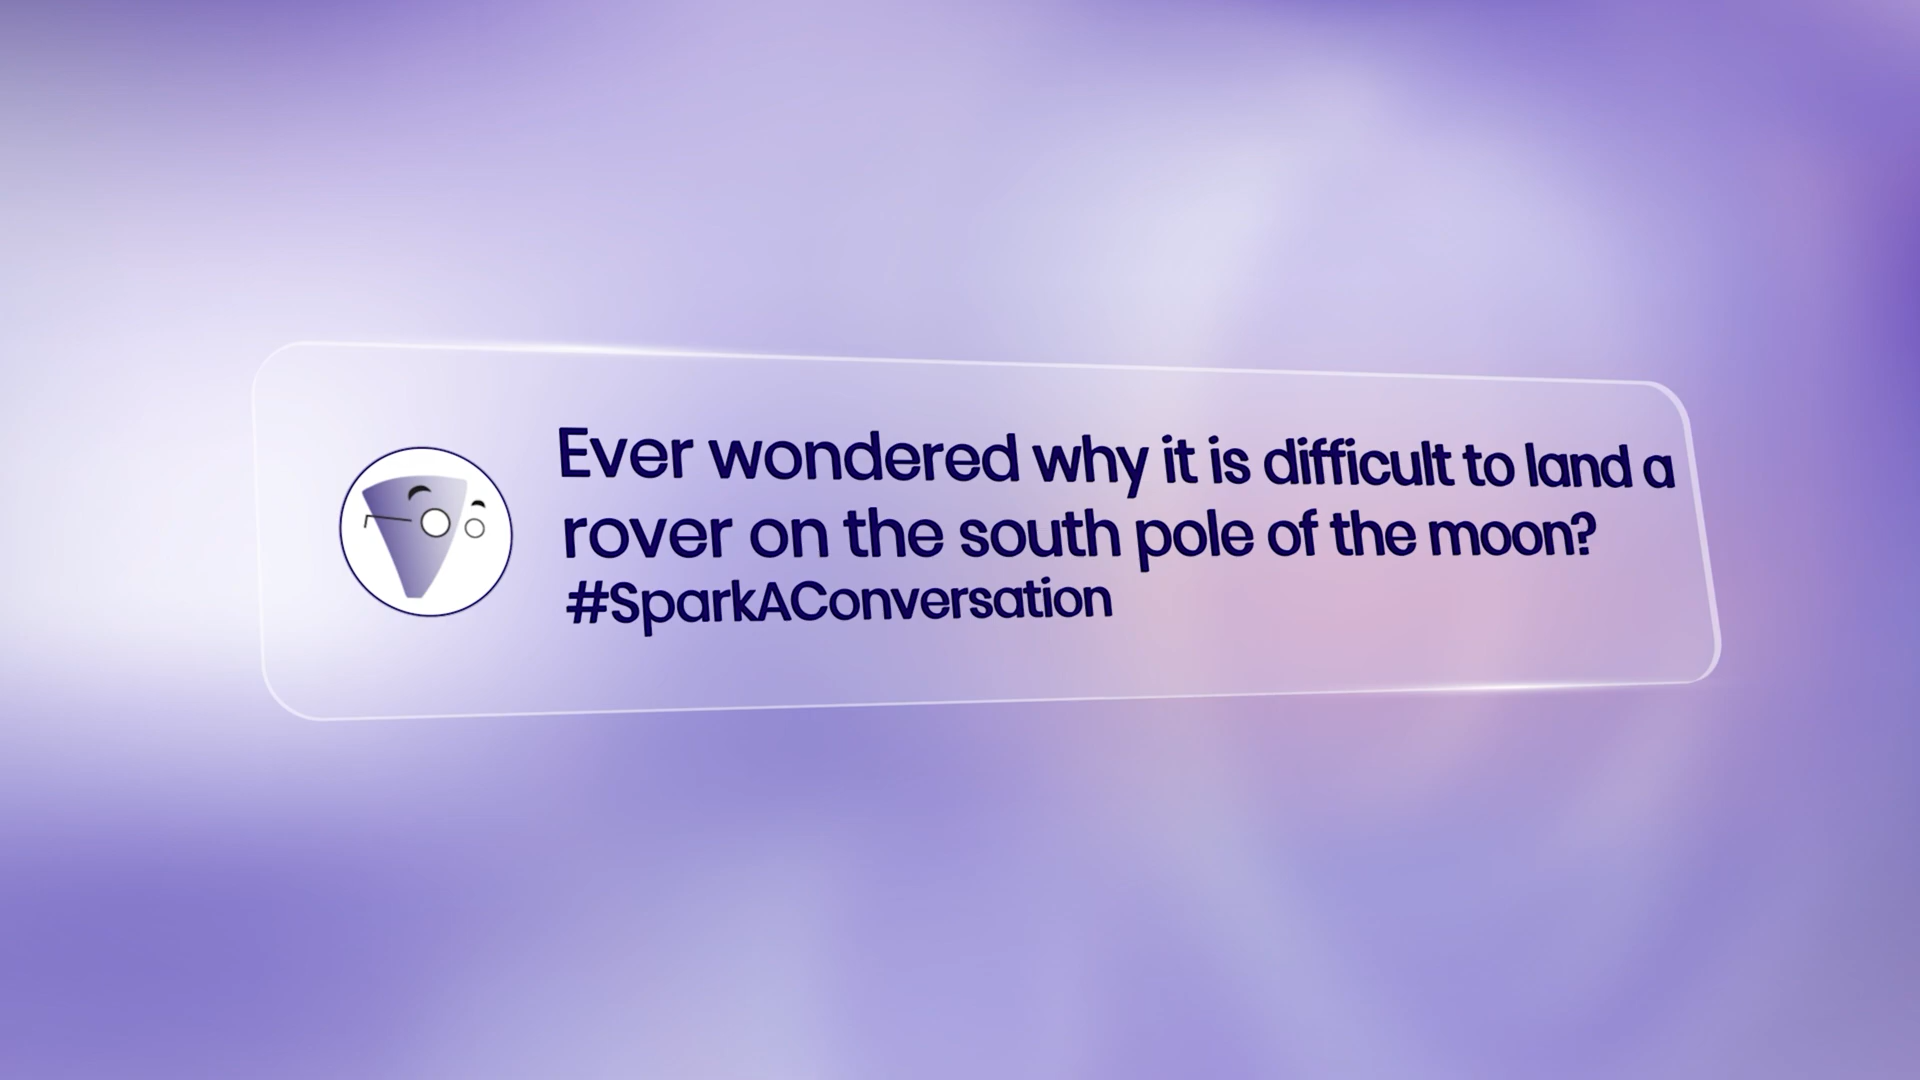 Ever wondered why it is difficult to land a
rover on the south pole of the moon?
#SparkAConversation